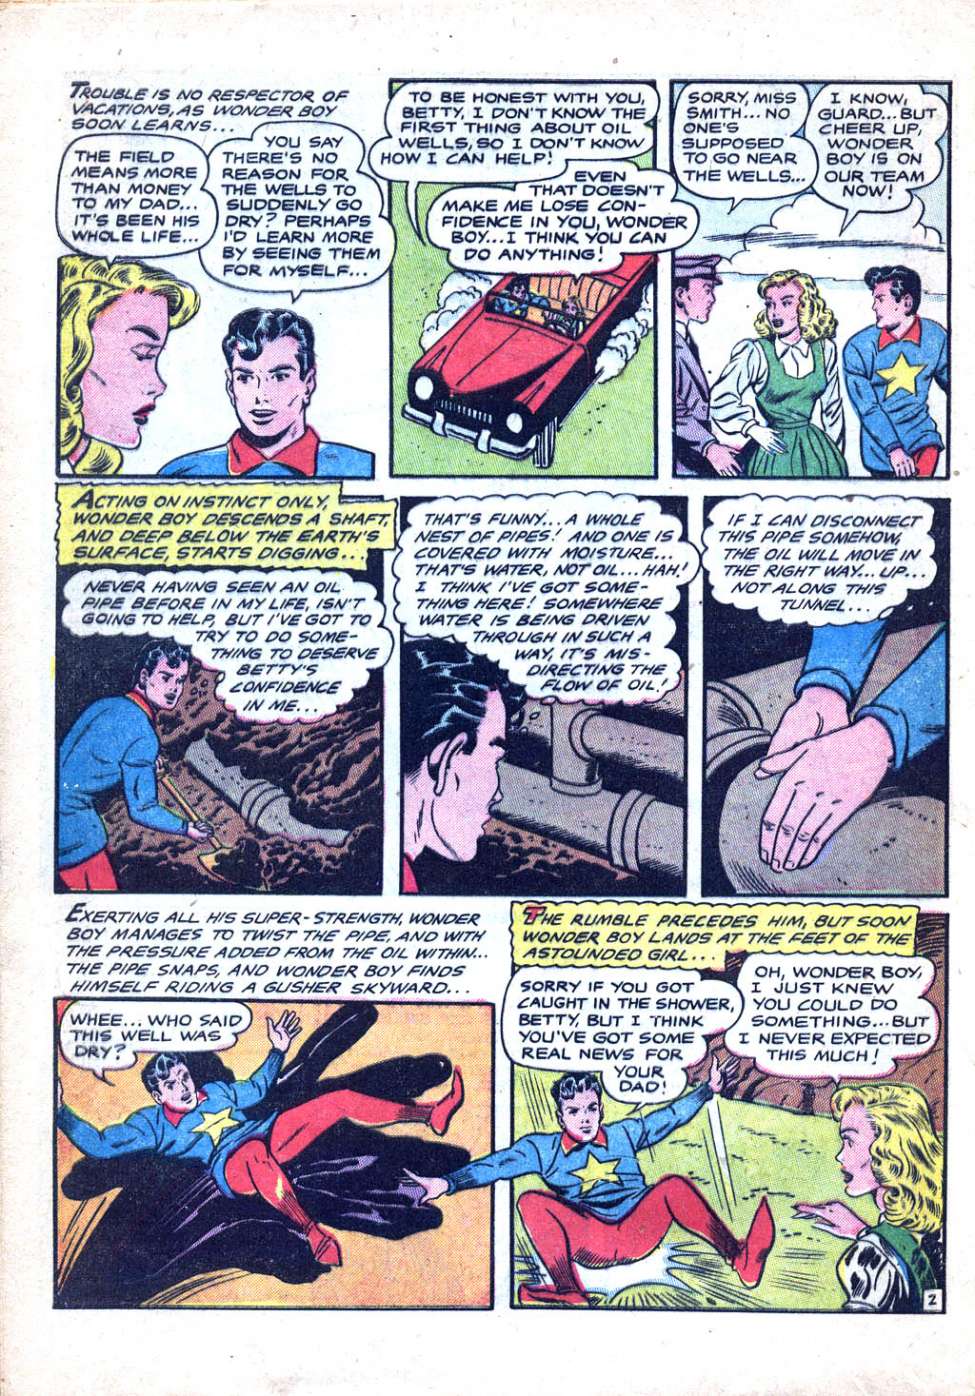 TROUBLE IS NO RESPECTOR OF
VACATIONS, AS WONDER BOY
SOON LEARNS...
THE FIELD
MEANS MORE
THAN MONEY
TO MY DAD...
IT'S BEEN HIS
WHOLE LIFE...
YOU SAY
THERE'S NO
REASON FOR
THE WELLS TO
SUDDENLY GO
DRY? PERHAPS
I'D LEARN MORE
BY SEEING THEM
FOR MYSELF...
TO BE HONEST WITH YOU,
BETTY, I DON'T KNOW THE
FIRST THING ABOUT OIL
WELLS, SO I DON'T KNOW
HOW I CAN HELP!
EVEN
THAT DOESN'T
MAKE ME LOSE CON-
FIDENCE IN YOU, WONDER
BOY... I THINK YOU CAN
DO ANYTHING!
SORRY, MISS
SMITH... NO
ONE'S
SUPPOSED
TO GO NEAR
THE WELLS...
I KNOW,
GUARD...BUT
CHEER UP,
WONDER
BOY IS ON
OUR TEAM
NOW!
ACTING ON INSTINCT ONLY,
WONDER BOY DESCENDS A SHAFT,
AND DEEP BELOW THE EARTH'S
SURFACE, STARTS DIGGING...
NEVER HAVING SEEN AN OIL
PIPE BEFORE IN MY LIFE, ISN'T
GOING TO HELP, BUT I'VE GOT TO
TRY TO DO SOME-
THING TO DESERVE
BETTY'S
CONFIDENCE
IN ME...
THAT'S FUNNY... A WHOLE
NEST OF PIPES! AND ONE IS
COVERED WITH MOISTURE...
THAT'S WATER, NOT OIL... HAH!
I THINK I'VE GOT SOME-
THING HERE! SOMEWHERE
WATER IS BEING DRIVEN
THROUGH IN SUCH A
WAY, IT'S MIS-
DIRECTING THE
FLOW OF OIL!
IF I CAN DISCONNECT
THIS PIPE SOMEHOW,
THE OIL WILL MOVE IN
THE RIGHT WAY... UP...
NOT ALONG THIS
TUNNEL...
EXERTING ALL HIS SUPER-STRENGTH, WONDER
BOY MANAGES TO TWIST THE PIPE, AND WITH
THE PRESSURE ADDED FROM THE OIL WITHIN...
THE PIPE SNAPS, AND WONDER BOY FINDS
HIMSELF RIDING A GUSHER SKYWARD...
WHEE... WHO SAID
THIS WELL WAS
DRY?
THE RUMBLE PRECEDES HIM, BUT SOON
WONDER BOY LANDS AT THE FEET OF THE
ASTOUNDED GIRL...
SORRY IF YOU GOT
CAUGHT IN THE SHOWER,
BETTY, BUT I THINK
YOU'VE GOT SOME
REAL NEWS FOR
YOUR
DAD!
OH, WONDER BOY,
I JUST KNEW
YOU COULD DO
SOMETHING...BUT
I NEVER EXPECTED
THIS MUCH!
2